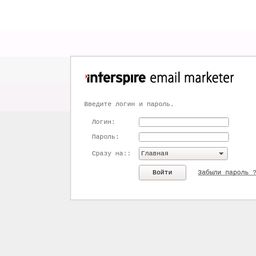 interspire email marketer
Введите логин и пароль.
Логин:
Пароль:
Сразу на:: Главная
Войти Забыли пароль ?